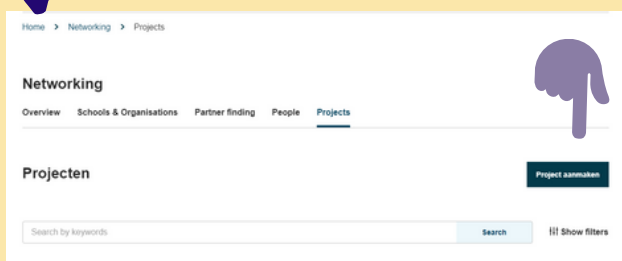 Home > Networking > Projects
Networking
Overview Schools & Organisations Partner finding People Projects
Projecten
Project aanmaken
Search by keywords Search Show filters